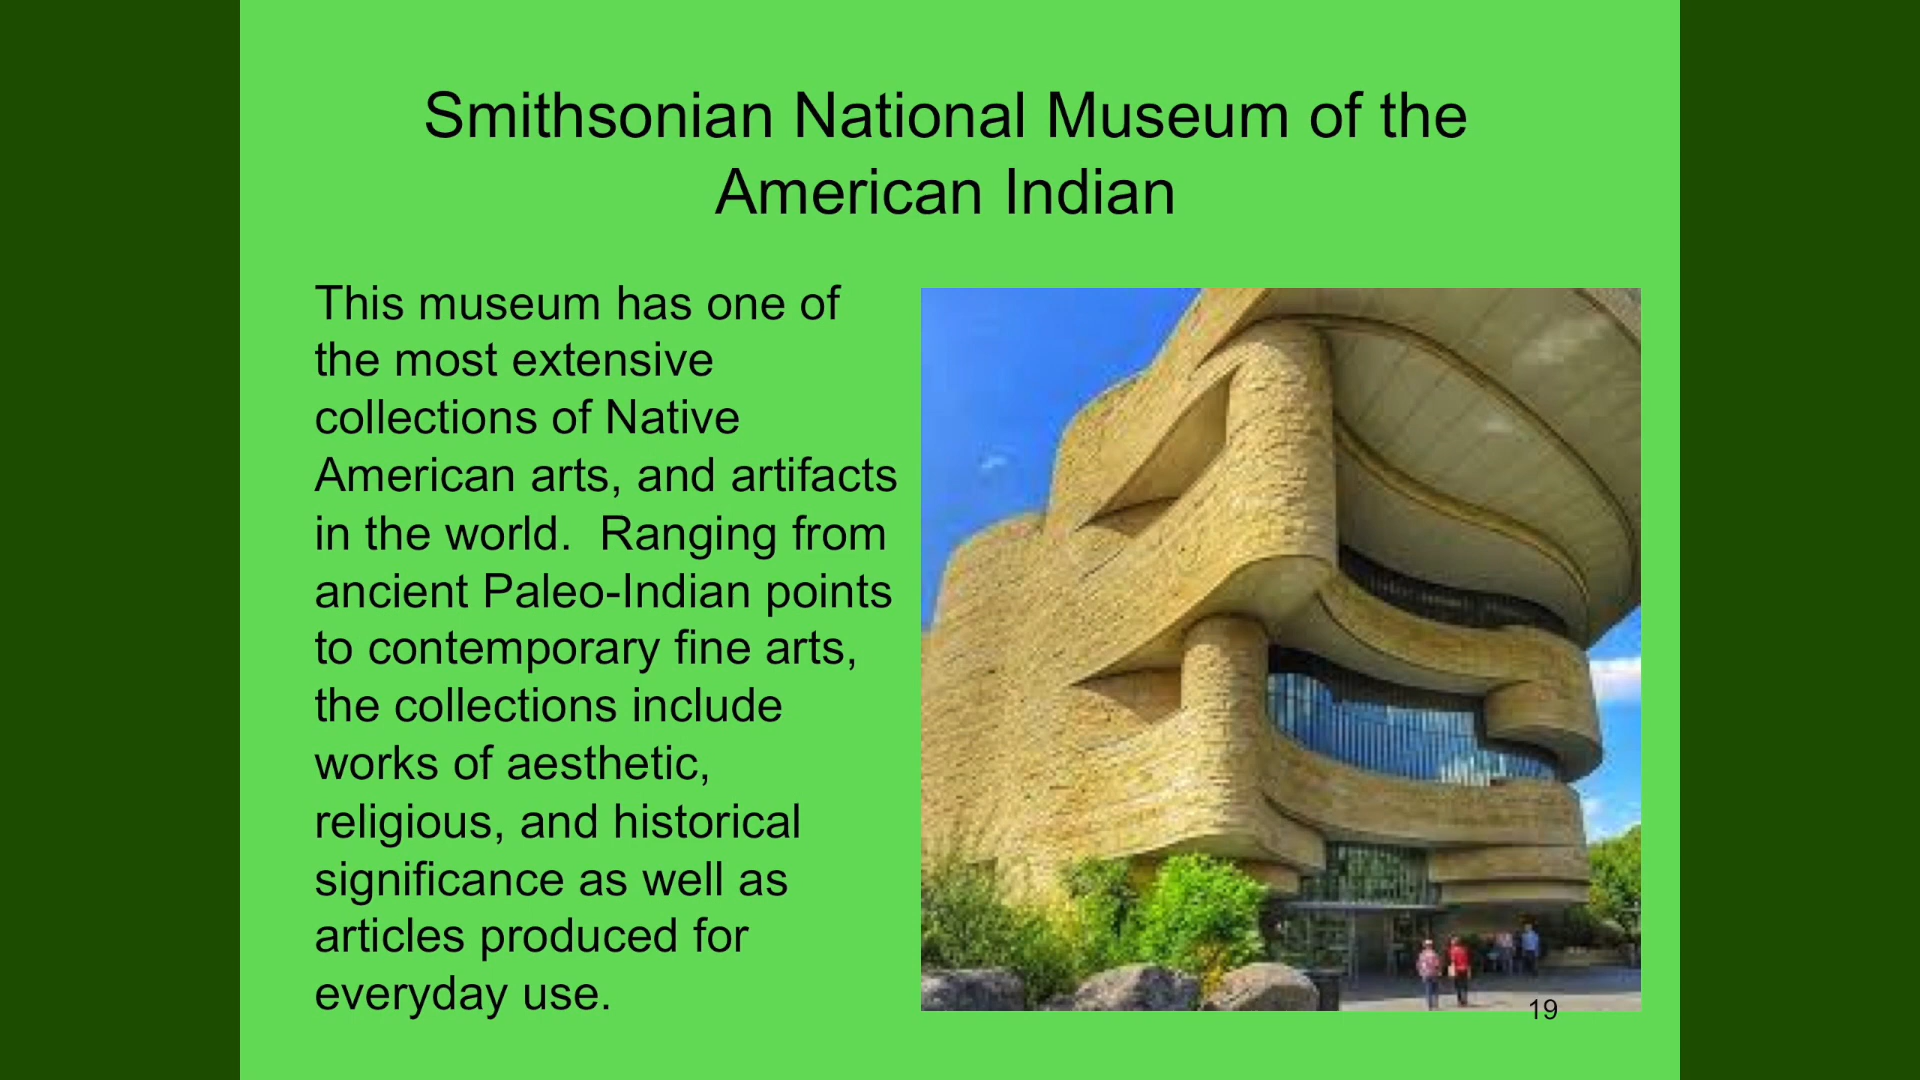 Smithsonian National Museum of the
American Indian
This museum has one of
the most extensive
collections of Native
American arts, and artifacts
in the world.  Ranging from
ancient Paleo-Indian points
to contemporary fine arts,
the collections include
works of aesthetic,
religious, and historical
significance as well as
articles produced for
everyday use.
19